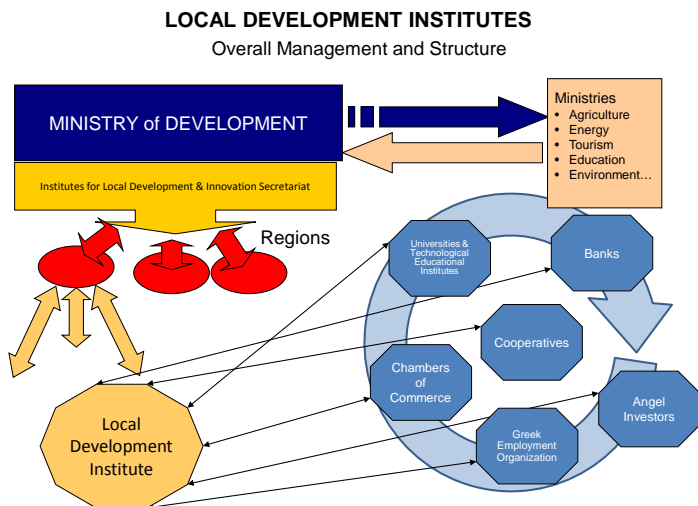 LOCAL DEVELOPMENT INSTITUTES
Overall Management and Structure
MINISTRY of DEVELOPMENT
Ministries
• Agriculture
• Energy
• Tourism
• Education
• Environment…
Institutes for Local Development & Innovation Secretariat
Regions
Universities &
Technological
Educational
Institutes
Banks
Cooperatives
Chambers
of
Commerce
Angel
Investors
Greek
Employment
Organization
Local
Development
Institute